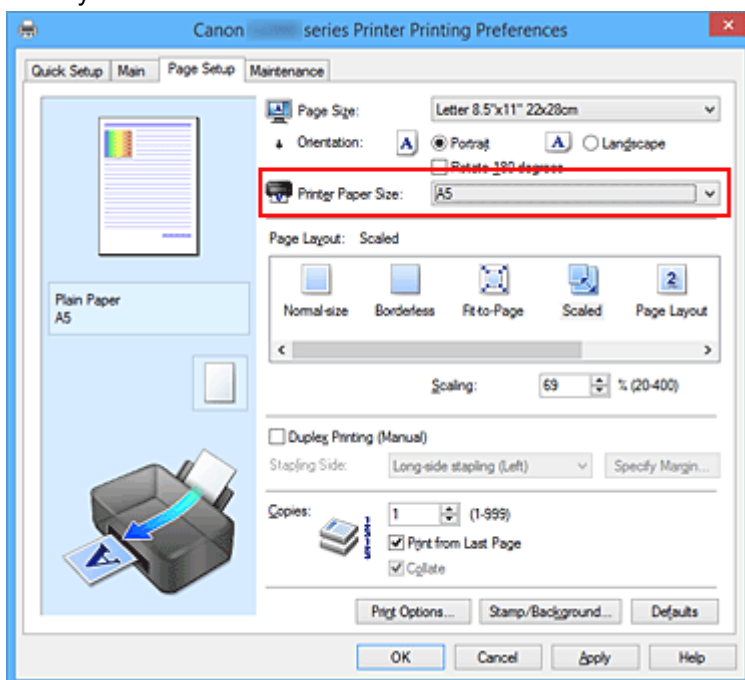 Canon series Printer Printing Preferences
Quick Setup Main Page Setup Maintenance
Page Size: Letter 8.5"x11" 22x28cm
Orientation: A Portrait A Landscape
Rotate 180 degrees
Printer Paper Size: A5
Page Layout: Scaled
2
Normal-size Borderless Fit-to-Page Scaled Page Layout
Plain Paper
A5
Scaling: 69 % (20-400)
Duplex Printing (Manual)
Stapling Side: Long-side stapling (Left) Specify Margin...
Copies: 1 (1-999)
Print from Last Page
Collate
A
Print Options... Stamp/Background... Defaults
OK Cancel Apply Help